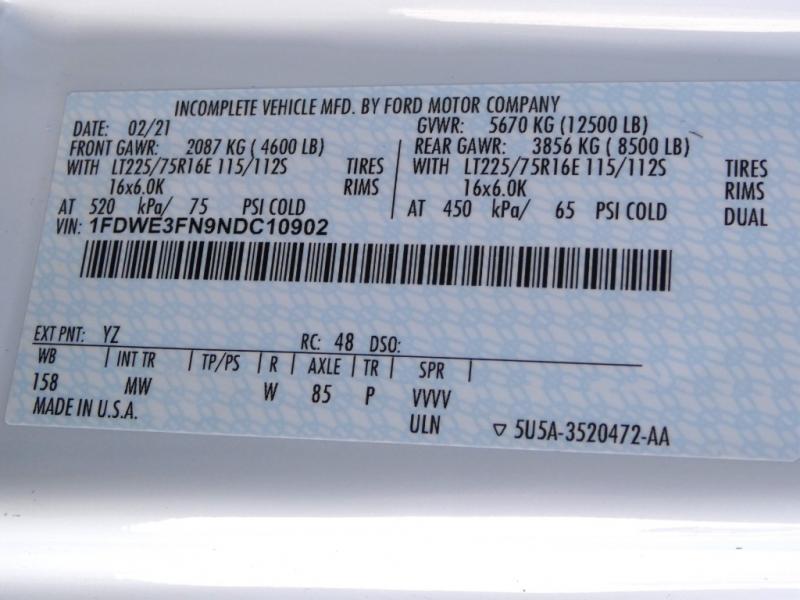 INCOMPLETE VEHICLE MFD. BY FORD MOTOR COMPANY
DATE: 02/21 GVWR: 5670 KG (12500 LB)
FRONT GAWR: 2087 KG ( 4600 LB) REAR GAWR: 3856 KG ( 8500 LB)
WITH LT225/75R16E 115/112S TIRES WITH LT225/75R16E 115/112S TIRES
16x6.0K RIMS 16x6.0K RIMS
AT 520 kPa/ 75 PSI COLD AT 450 kPa/ 65 PSI COLD DUAL
VIN: 1FDWE3FN9NDC10902
EXT PNT: YZ RC: 48 DSO:
WB INT TR TP/PS R AXLE TR SPR
158 MW W 85 P VVVV
MADE IN U.S.A. ULN ▽ 5U5A-3520472-AA